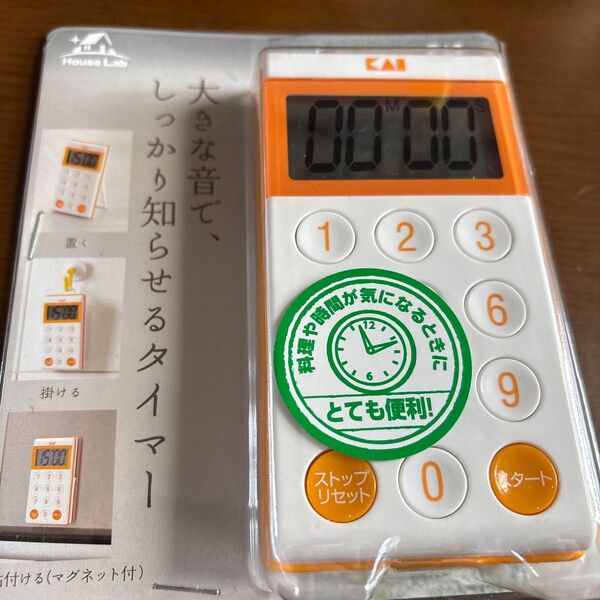 House Lab
大きな音で、
しっかり知らせるタイマー
置く
掛ける
付ける(マグネット付)
KAI
00M00S
1 2 3
6
9
料理や時間が気になるときに
12
3
6
とても便利!
ストップ
リセット
0
スタート